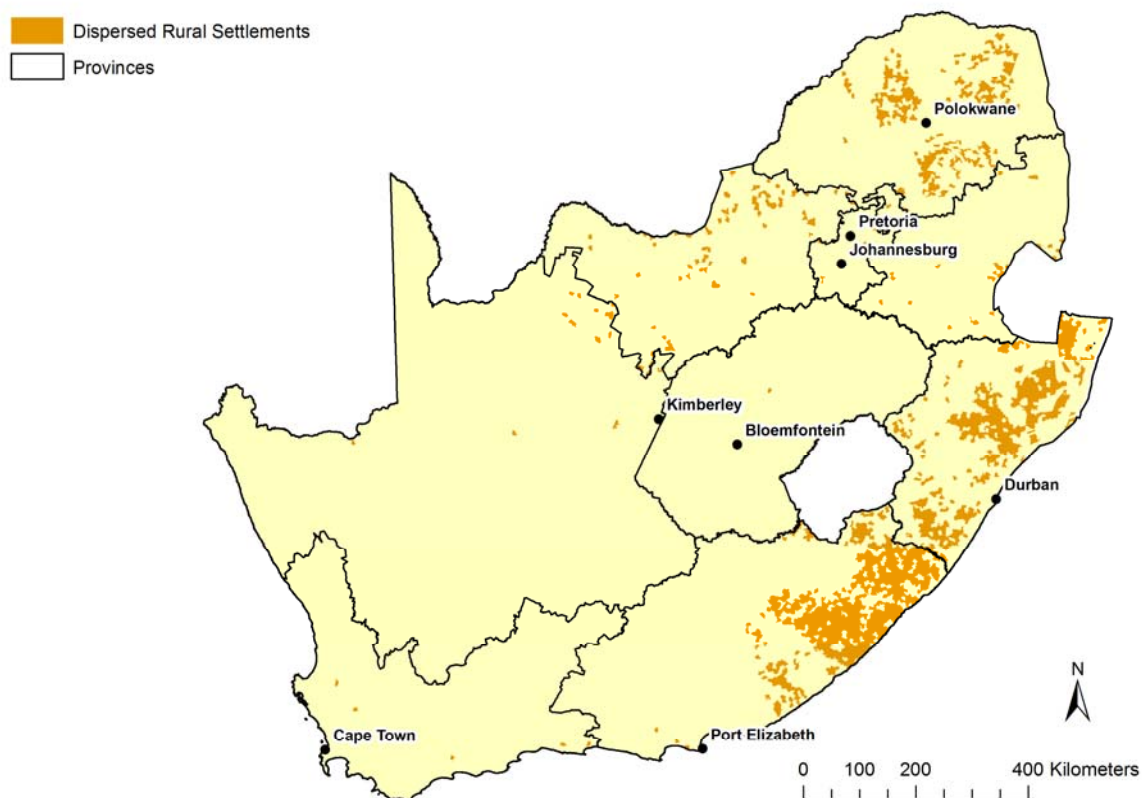 Dispersed Rural Settlements
Provinces
Polokwane
Pretoria
Johannesburg
Kimberley
Bloemfontein
Durban
N
Cape Town
Port Elizabeth
0 100 200 400 Kilometers